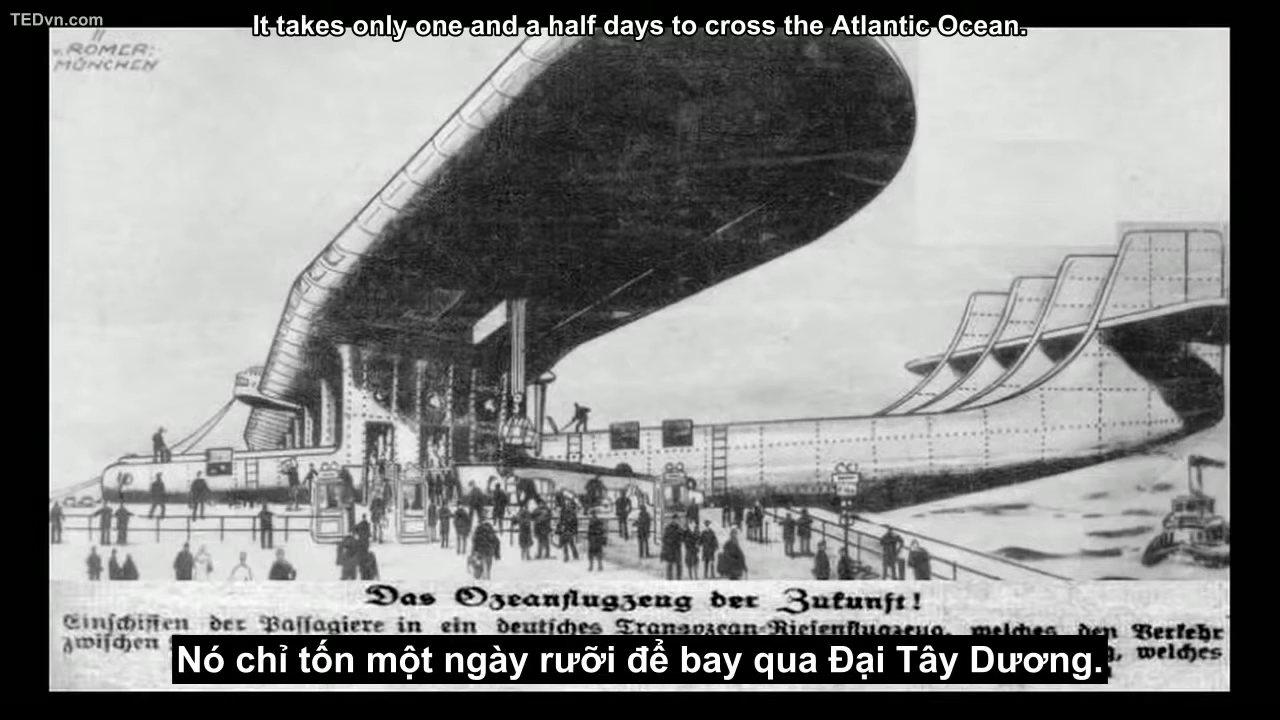 TEDvn.com
It takes only one and a half days to cross the Atlantic Ocean.
v. RÖMER:
MÜNCHEN
Das Ozeanflugzeug der Zukunft!
Einschiffen der Passagiere in ein deutsches Transozean-Riesenflugzeug, welches den Verkehr
zwischen welches
Nó chỉ tốn một ngày rưỡi để bay qua Đại Tây Dương.